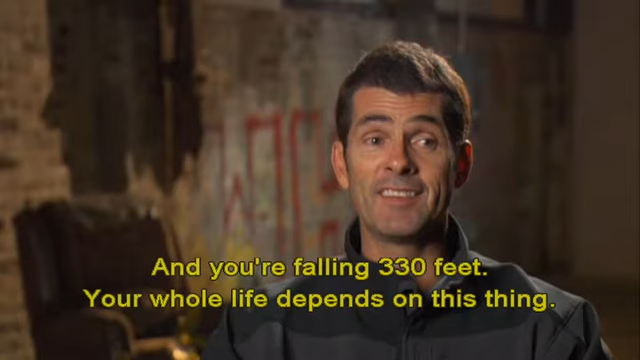 And you're falling 330 feet.
Your whole life depends on this thing.